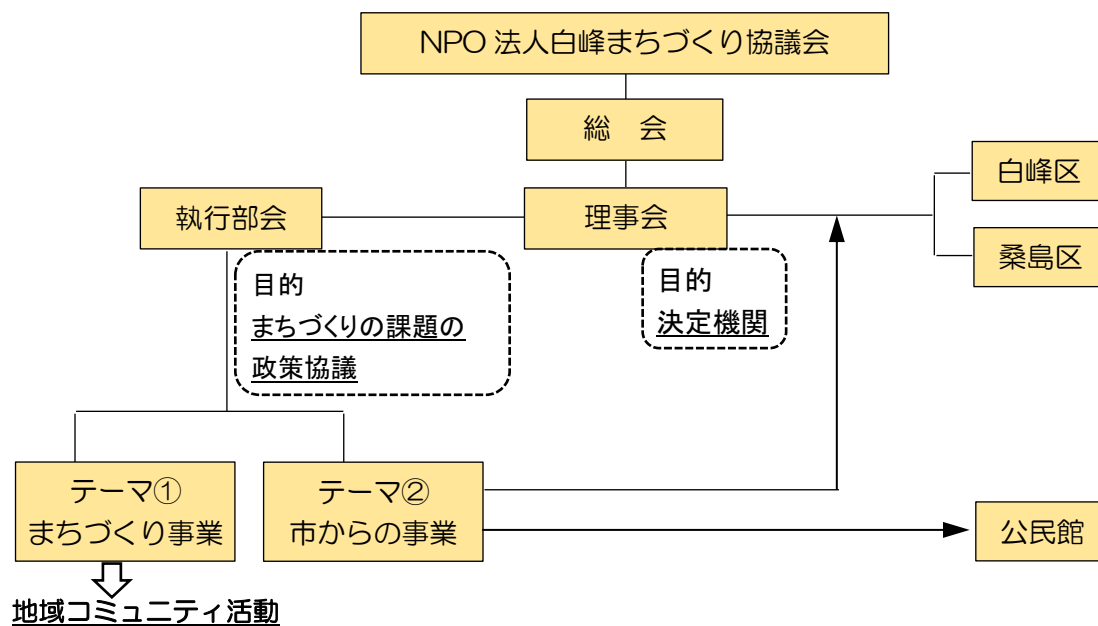 NPO 法人白峰まちづくり協議会
総　会
白峰区
執行部会
理事会
桑島区
目的
まちづくりの課題の
政策協議
目的
決定機関
テーマ①
まちづくり事業
テーマ②
市からの事業
公民館
地域コミュニティ活動